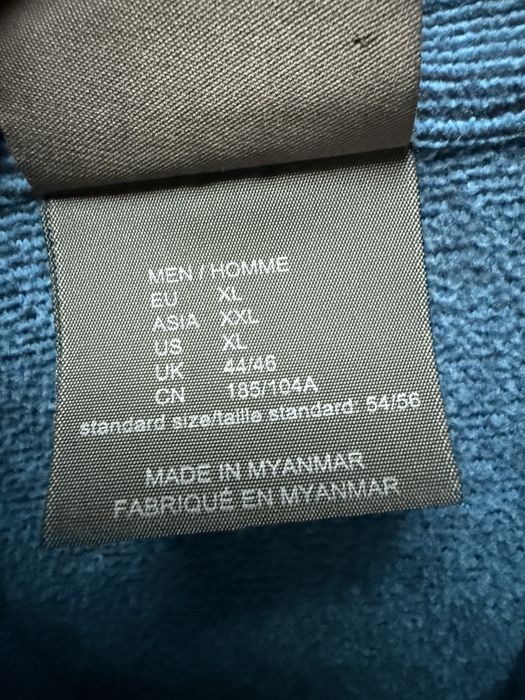 MEN / HOMME
EU XL
ASIA XXL
US XL
UK 44/46
CN 185/104A
standard size/taille standard: 54/56
MADE IN MYANMAR
FABRIQUÉ EN MYANMAR